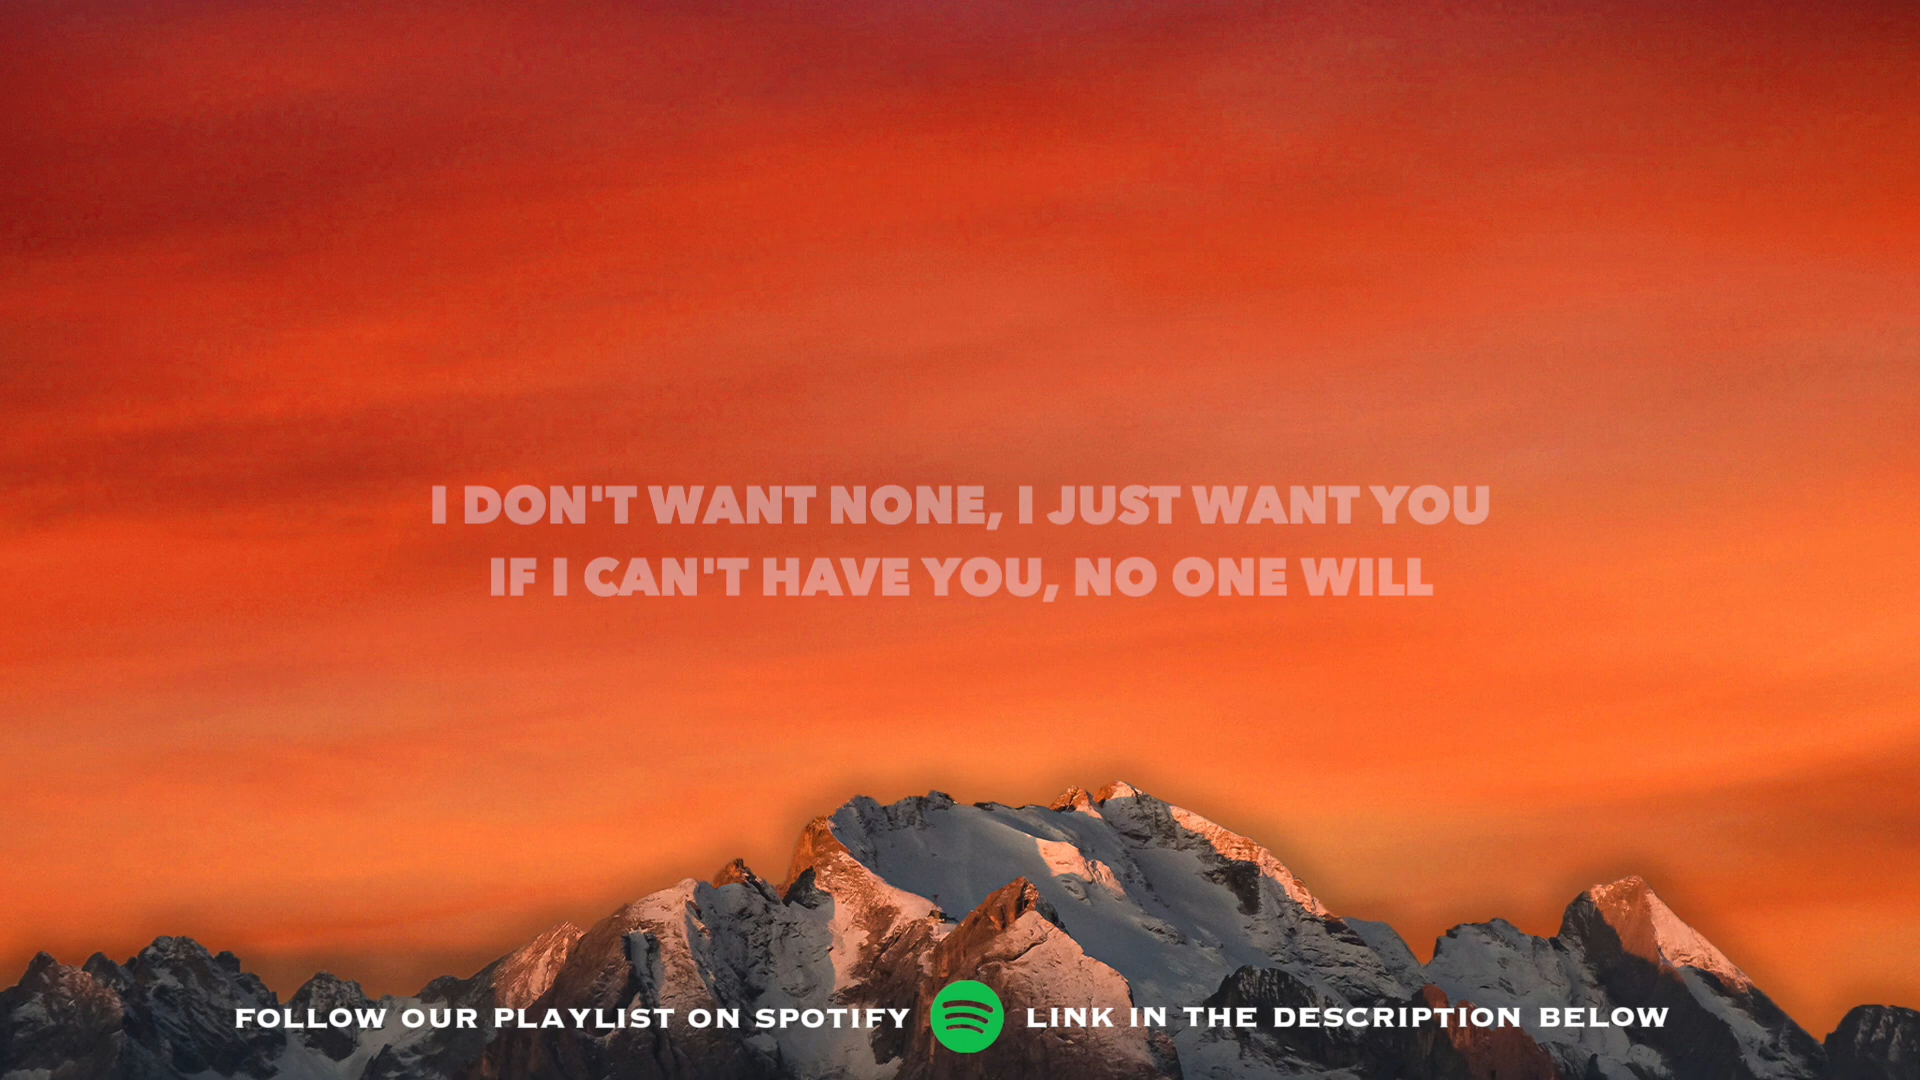 I DON'T WANT NONE, I JUST WANT YOU
IF I CAN'T HAVE YOU, NO ONE WILL
FOLLOW OUR PLAYLIST ON SPOTIFY LINK IN THE DESCRIPTION BELOW